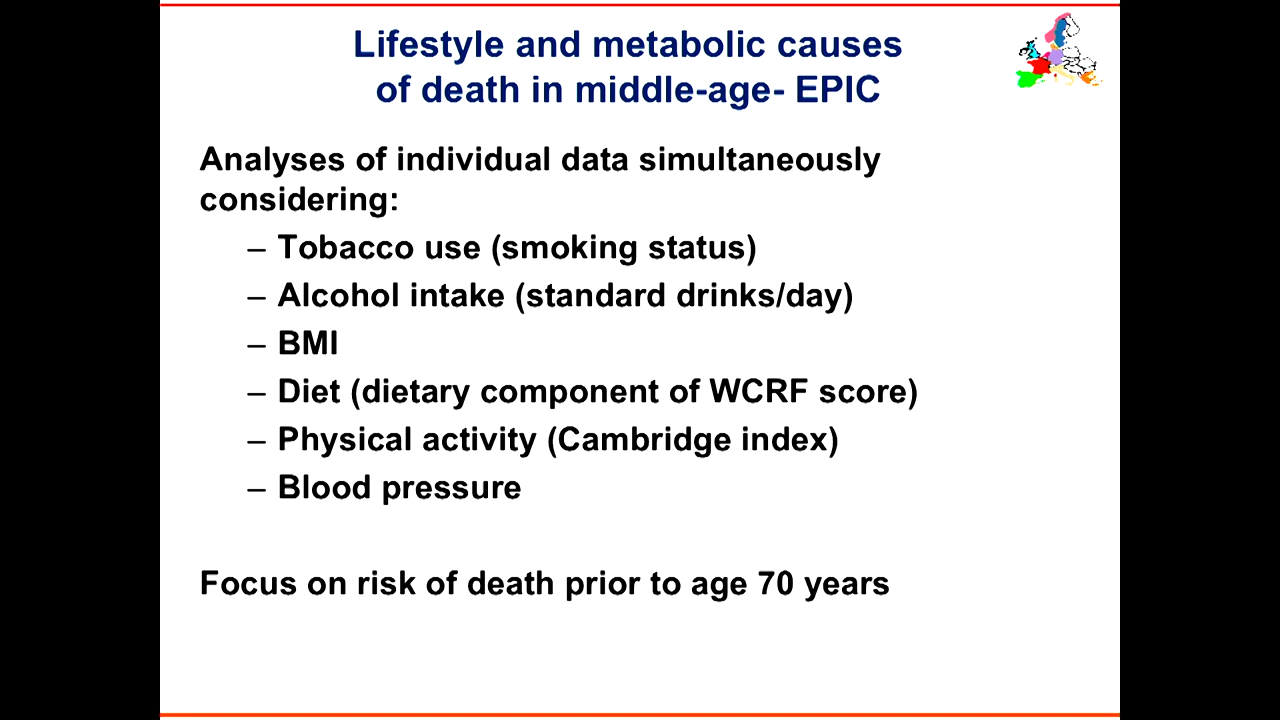 Lifestyle and metabolic causes
of death in middle-age- EPIC
Analyses of individual data simultaneously
considering:
– Tobacco use (smoking status)
– Alcohol intake (standard drinks/day)
– BMI
– Diet (dietary component of WCRF score)
– Physical activity (Cambridge index)
– Blood pressure
Focus on risk of death prior to age 70 years